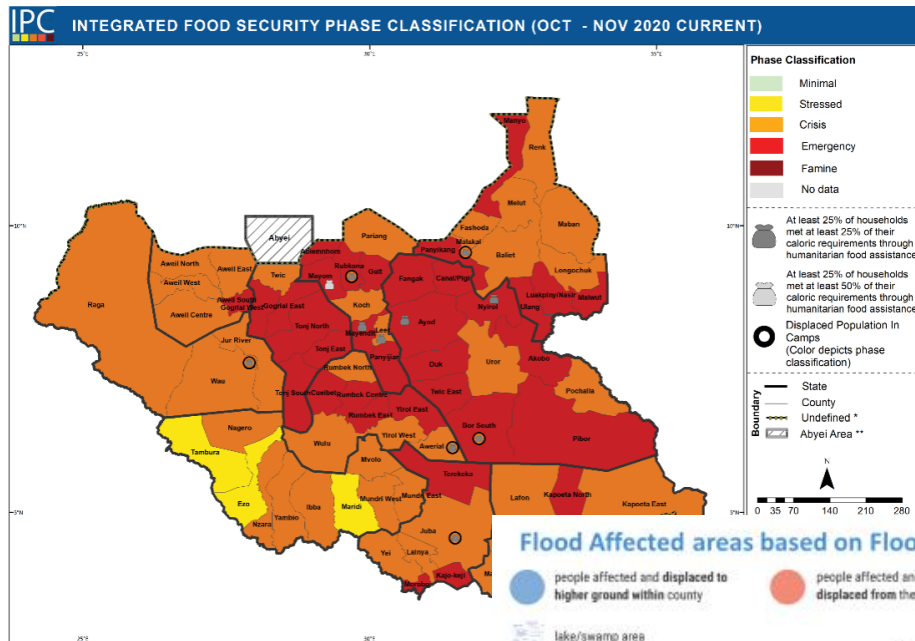 IPC INTEGRATED FOOD SECURITY PHASE CLASSIFICATION (OCT - NOV 2020 CURRENT)
25°E
30°E
35°E
Phase Classification
Minimal
Stressed
Crisis
Emergency
Famine
No data
At least 25% of households
met at least 25% of their
caloric requirements through
humanitarian food assistance
At least 25% of households
met at least 50% of their
caloric requirements through
humanitarian food assistance
Displaced Population In
Camps
(Color depicts phase
classification)
Boundary
State
County
Undefined *
Abyei Area **
N
0 35 70 140 210 280
10°N
10°N
5°N
25°E
30°E
Manyo
Renk
Melut
Maban
Fashoda
Malakal
Panyikang
Baliet
Longochuk
Abyei
Pariang
Abiemnhom
Rubkona
Mayom
Guit
Fangak
Canal/Pigi
Nyirol
Luakpiny/Nasir
Maiwut
Ulang
Aweil North
Aweil East
Aweil West
Aweil South
Aweil Centre
Twic
Gogrial West
Gogrial East
Raga
Koch
Mayendit
Leer
Ayod
Tonj North
Jur River
Tonj East
Panyijiar
Duk
Uror
Akobo
Wau
Rumbek North
Pochalla
Tonj South
Cueibet
Rumbek Centre
Twic East
Rumbek East
Yirol East
Bor South
Pibor
Nagero
Tambura
Wulu
Yirol West
Awerial
Mvolo
Terekeka
Ezo
Nzara
Yambio
Ibba
Maridi
Mundri West
Mundri East
Lafon
Kapoeta North
Kapoeta East
Juba
Yei
Lainya
Morobo
Kajo-keji
Ma
Flood Affected areas based on Floo
people affected and displaced to
higher ground within county
people affected an
displaced from the
lake/swamp area